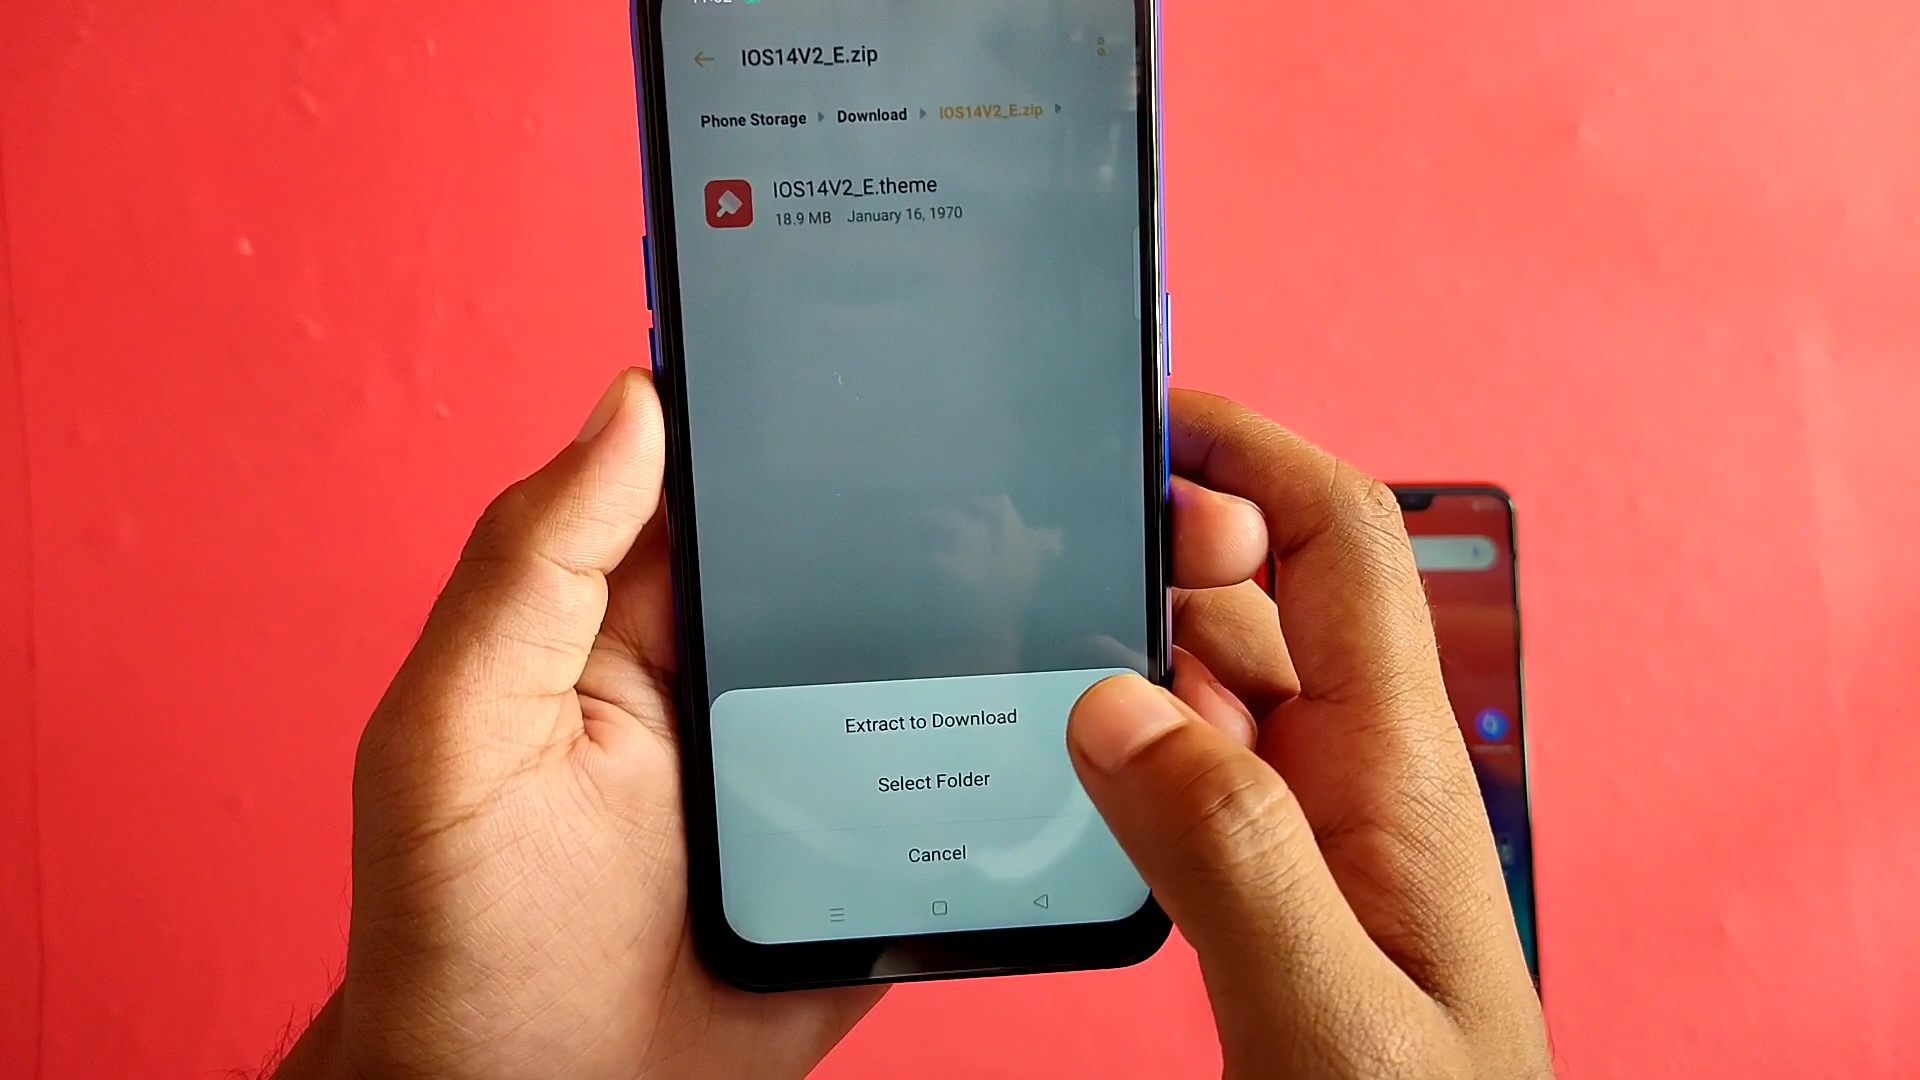 IOS14V2_E.zip
Phone Storage Download IOS14V2_E.zip
IOS14V2_E.theme
18.9 MB January 16, 1970
Extract to Download
Select Folder
Cancel